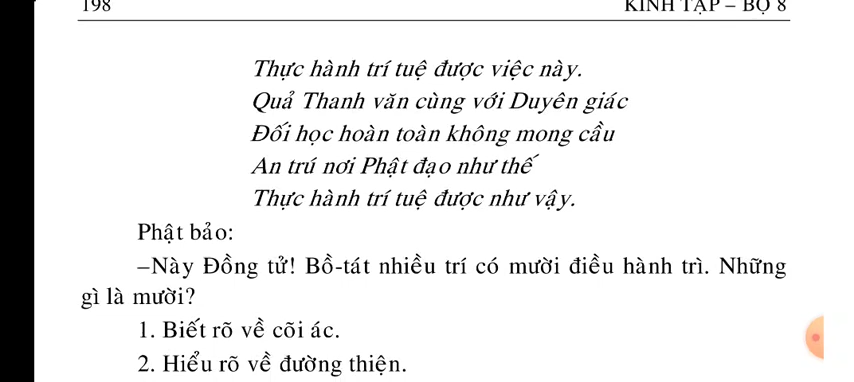 198
KINH TẬP – BỘ 8
Thực hành trí tuệ được việc này.
Quả Thanh văn cùng với Duyên giác
Đối học hoàn toàn không mong cầu
An trú nơi Phật đạo như thế
Thực hành trí tuệ được như vậy.
Phật bảo:
–Này Đồng tử! Bồ-tát nhiều trí có mười điều hành trì. Những
gì là mười?
1. Biết rõ về cõi ác.
2. Hiểu rõ về đường thiện.